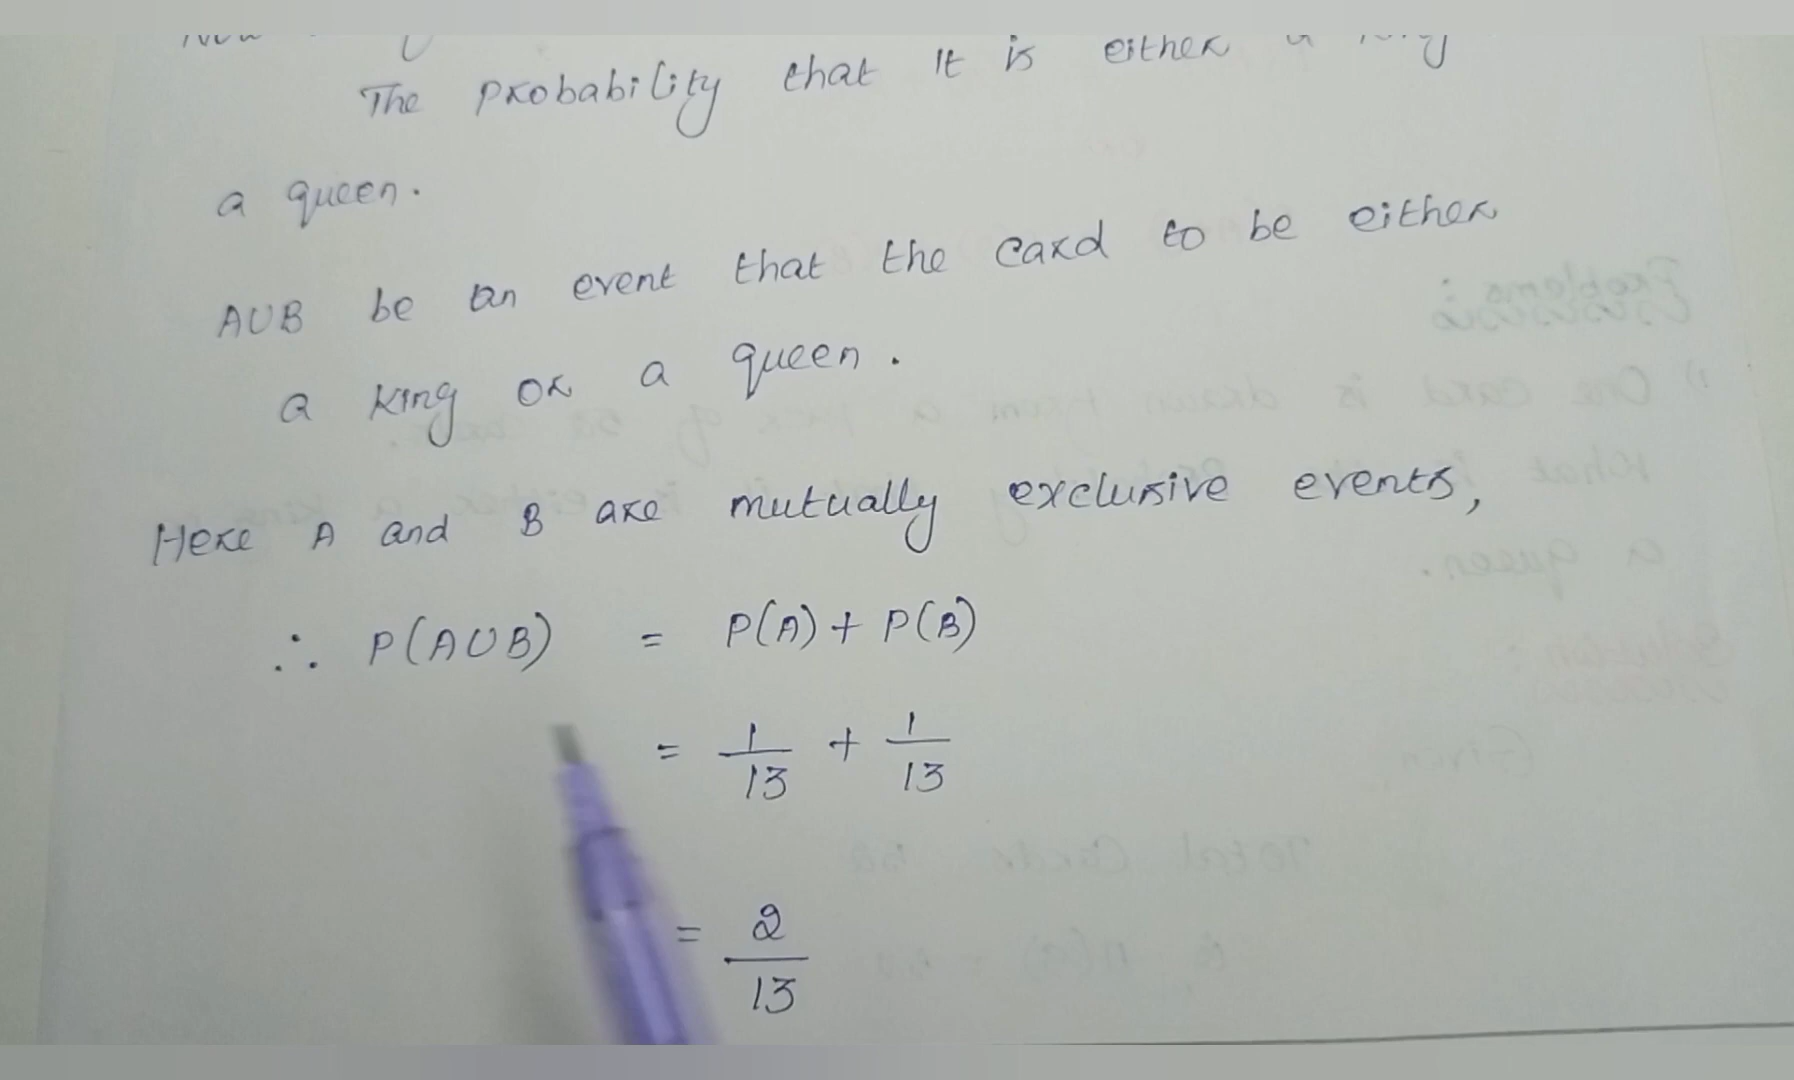 The probability that it is either a king
a queen.
AUB be an event that the card to be either
a king or a queen.
Here A and B are mutually exclusive events,
∴ P(AUB) = P(A) + P(B)
= 1/13 + 1/13
= 2/13